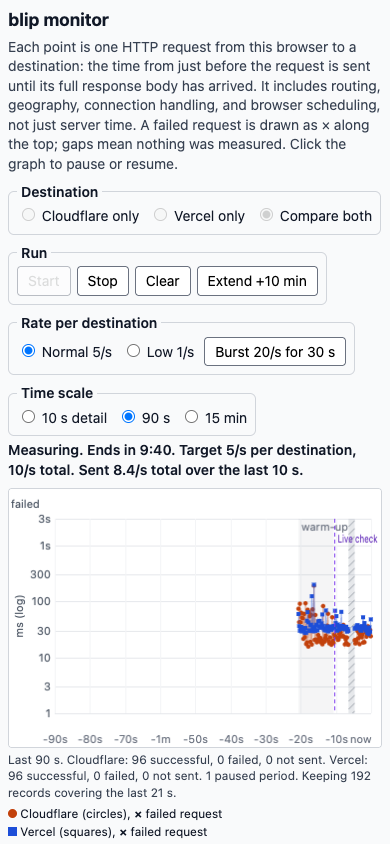 blip monitor
Each point is one HTTP request from this browser to a
destination: the time from just before the request is sent
until its full response body has arrived. It includes routing,
geography, connection handling, and browser scheduling,
not just server time. A failed request is drawn as × along
the top; gaps mean nothing was measured. Click the
graph to pause or resume.
Destination
Cloudflare only Vercel only Compare both
Run
Start Stop Clear Extend +10 min
Rate per destination
Normal 5/s Low 1/s Burst 20/s for 30 s
Time scale
10 s detail 90 s 15 min
Measuring. Ends in 9:40. Target 5/s per destination,
10/s total. Sent 8.4/s total over the last 10 s.
failed
3s
warm-up
Live check
1s
300
100
ms (log)
30
10
3
1
-90s -80s -70s -1m -50s -40s -30s -20s -10s now
Last 90 s. Cloudflare: 96 successful, 0 failed, 0 not sent. Vercel:
96 successful, 0 failed, 0 not sent. 1 paused period. Keeping 192
records covering the last 21 s.
Cloudflare (circles), × failed request
Vercel (squares), × failed request